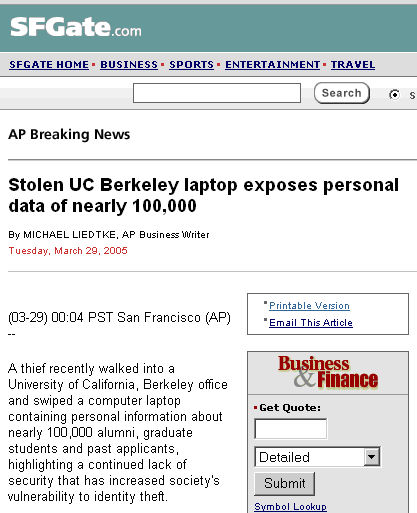 SFGate.com
SFGATE HOME • BUSINESS • SPORTS • ENTERTAINMENT • TRAVEL
Search
S
AP Breaking News
Stolen UC Berkeley laptop exposes personal
data of nearly 100,000
By MICHAEL LIEDTKE, AP Business Writer
Tuesday, March 29, 2005
(03-29) 00:04 PST San Francisco (AP)
--
A thief recently walked into a
University of California, Berkeley office
and swiped a computer laptop
containing personal information about
nearly 100,000 alumni, graduate
students and past applicants,
highlighting a continued lack of
security that has increased society's
vulnerability to identity theft.
Printable Version
Email This Article
Business
& Finance
Get Quote:
Detailed
Submit
Symbol Lookup